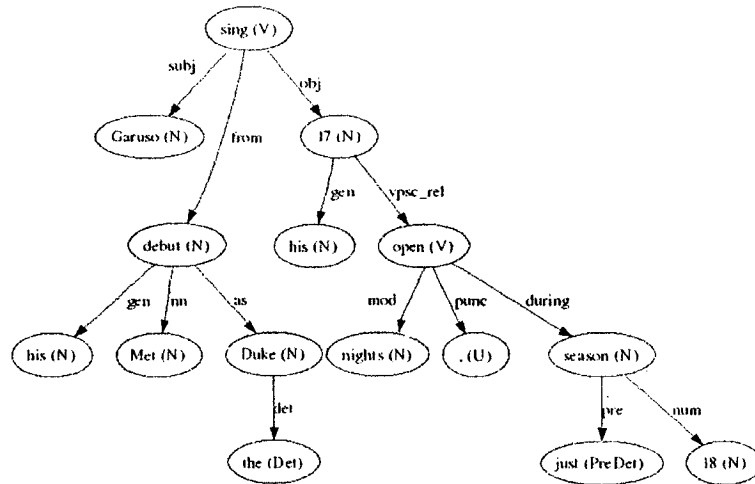 sing (V)
subj
obj
from
Garuso (N)
17 (N)
gen
vpsc_rel
debut (N)
his (N)
open (V)
gen
nn
as
mod
punc
during
his (N)
Met (N)
Duke (N)
nights (N)
, (U)
season (N)
det
pre
num
the (Det)
just (PreDet)
18 (N)